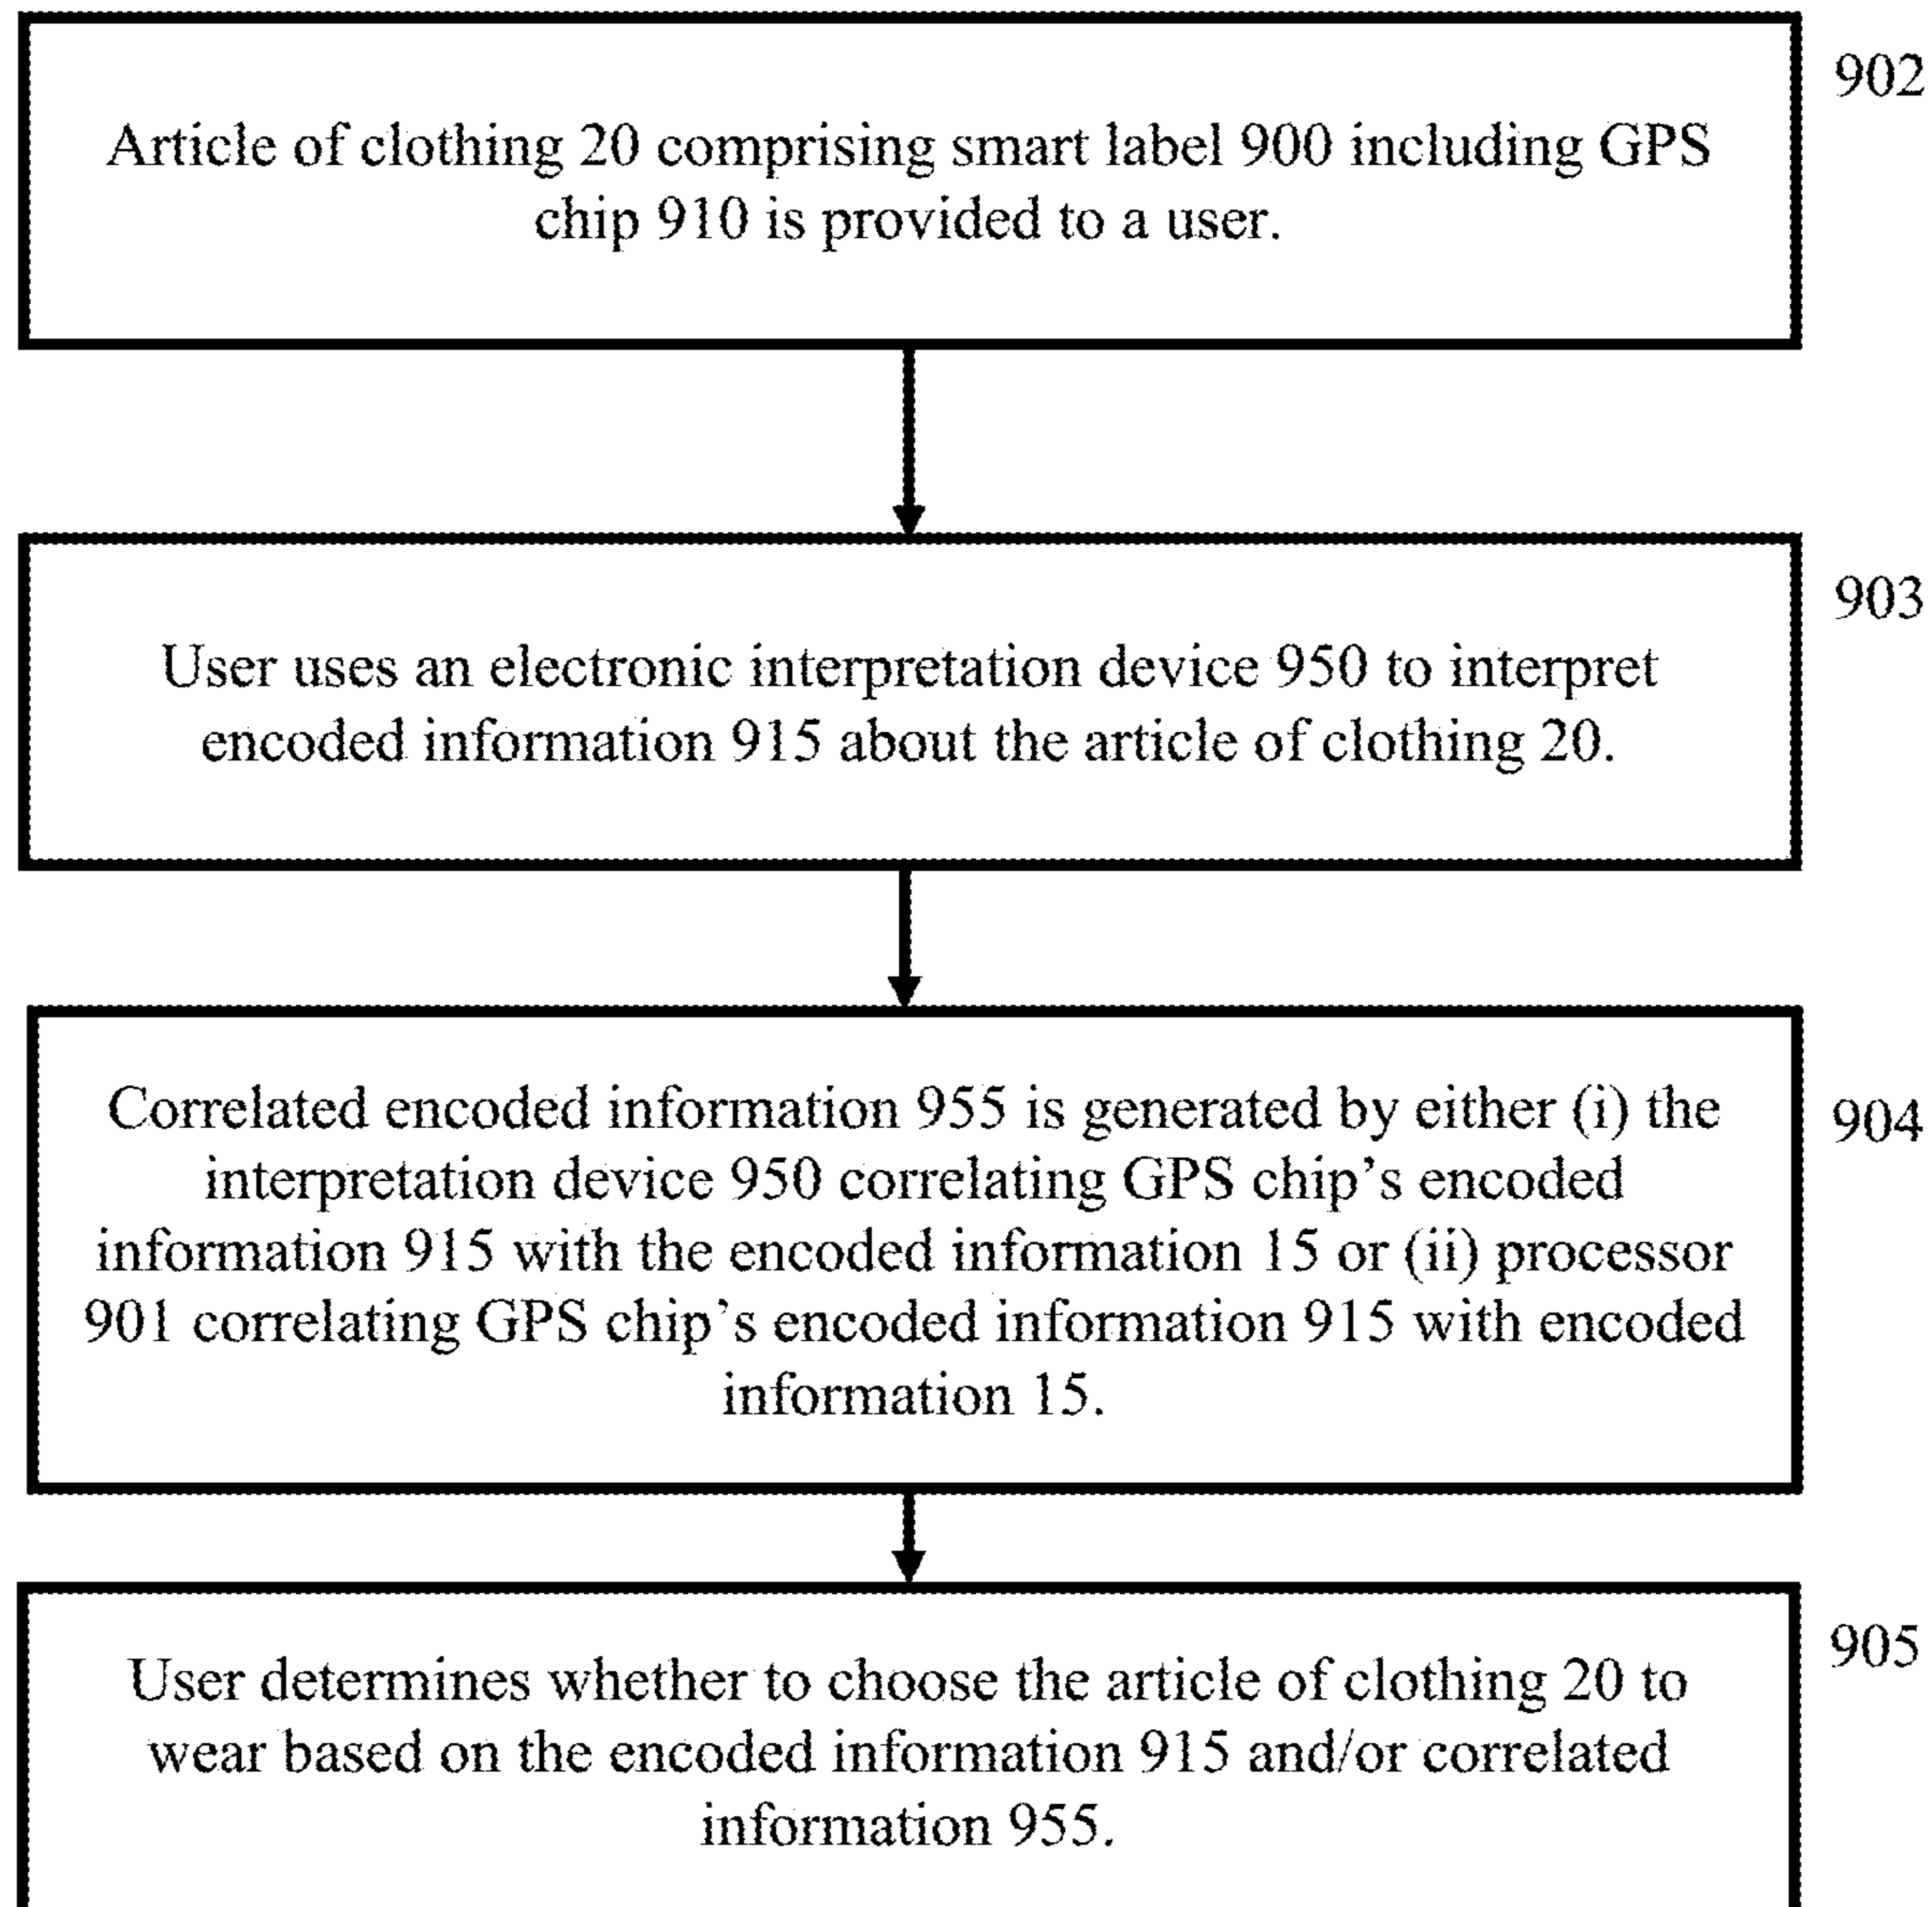 902
Article of clothing 20 comprising smart label 900 including GPS
chip 910 is provided to a user.
903
User uses an electronic interpretation device 950 to interpret
encoded information 915 about the article of clothing 20.
904
Correlated encoded information 955 is generated by either (i) the
interpretation device 950 correlating GPS chip’s encoded
information 915 with the encoded information 15 or (ii) processor
901 correlating GPS chip’s encoded information 915 with encoded
information 15.
905
User determines whether to choose the article of clothing 20 to
wear based on the encoded information 915 and/or correlated
information 955.